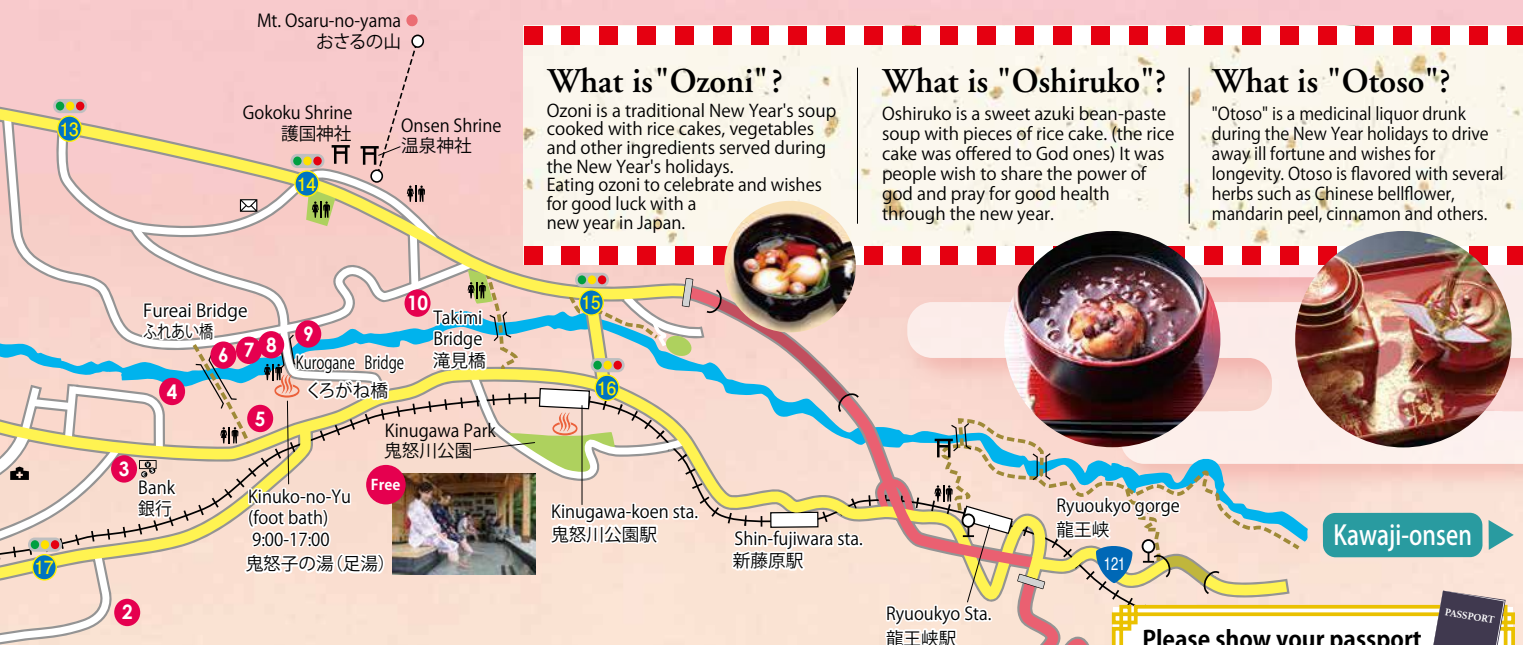 Mt. Osaru-no-yama
おさるの山
What is "Ozoni" ?
Ozoni is a traditional New Year's soup
cooked with rice cakes, vegetables
and other ingredients served during
the New Year's holidays.
Eating ozoni to celebrate and wishes
for good luck with a
new year in Japan.
What is "Oshiruko"?
Oshiruko is a sweet azuki bean-paste
soup with pieces of rice cake. (the rice
cake was offered to God ones) It was
people wish to share the power of
god and pray for good health
through the new year.
What is "Otoso"?
"Otoso" is a medicinal liquor drunk
during the New Year holidays to drive
away ill fortune and wishes for
longevity. Otoso is flavored with several
herbs such as Chinese bellflower,
mandarin peel, cinnamon and others.
13
Gokoku Shrine
護国神社
Onsen Shrine
温泉神社
14
15
10
Fureai Bridge
ふれあい橋
Takimi
Bridge
滝見橋
6
7
8
9
Kurogane Bridge
くろがね橋
4
5
16
Kinugawa Park
鬼怒川公園
3
Bank
銀行
Free
Kinuko-no-Yu
(foot bath)
9:00-17:00
鬼怒子の湯(足湯)
Kinugawa-koen sta.
鬼怒川公園駅
Shin-fujiwara sta.
新藤原駅
Ryuoukyo gorge
龍王峡
Kawaji-onsen
121
17
2
Ryuoukyo Sta.
龍王峡駅
PASSPORT
Please show your passport